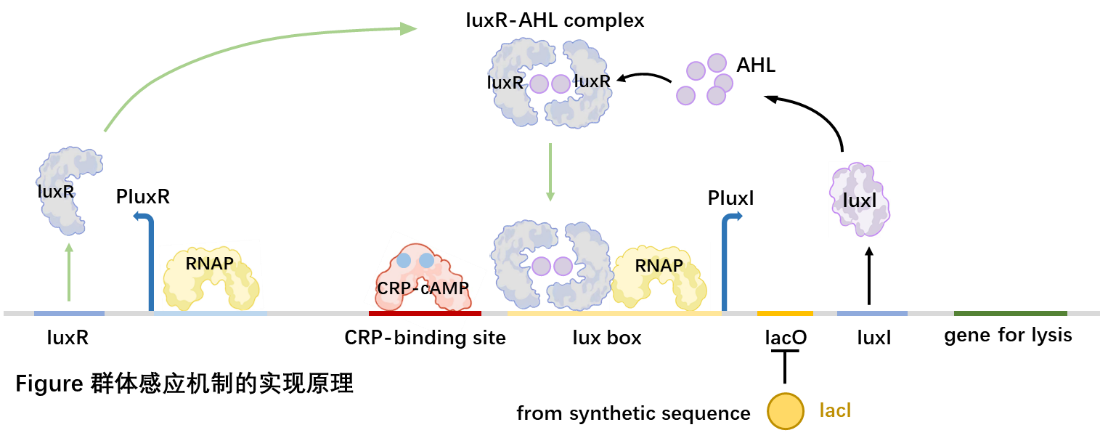 luxR-AHL complex
luxR
luxR
AHL
luxR
PluxR
PluxI
luxI
RNAP
CRP-cAMP
RNAP
luxR
CRP-binding site
lux box
lacO
luxI
gene for lysis
Figure 群体感应机制的实现原理
from synthetic sequence
lacI